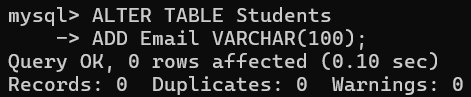 mysql> ALTER TABLE Students
    -> ADD Email VARCHAR(100);
Query OK, 0 rows affected (0.10 sec)
Records: 0  Duplicates: 0  Warnings: 0